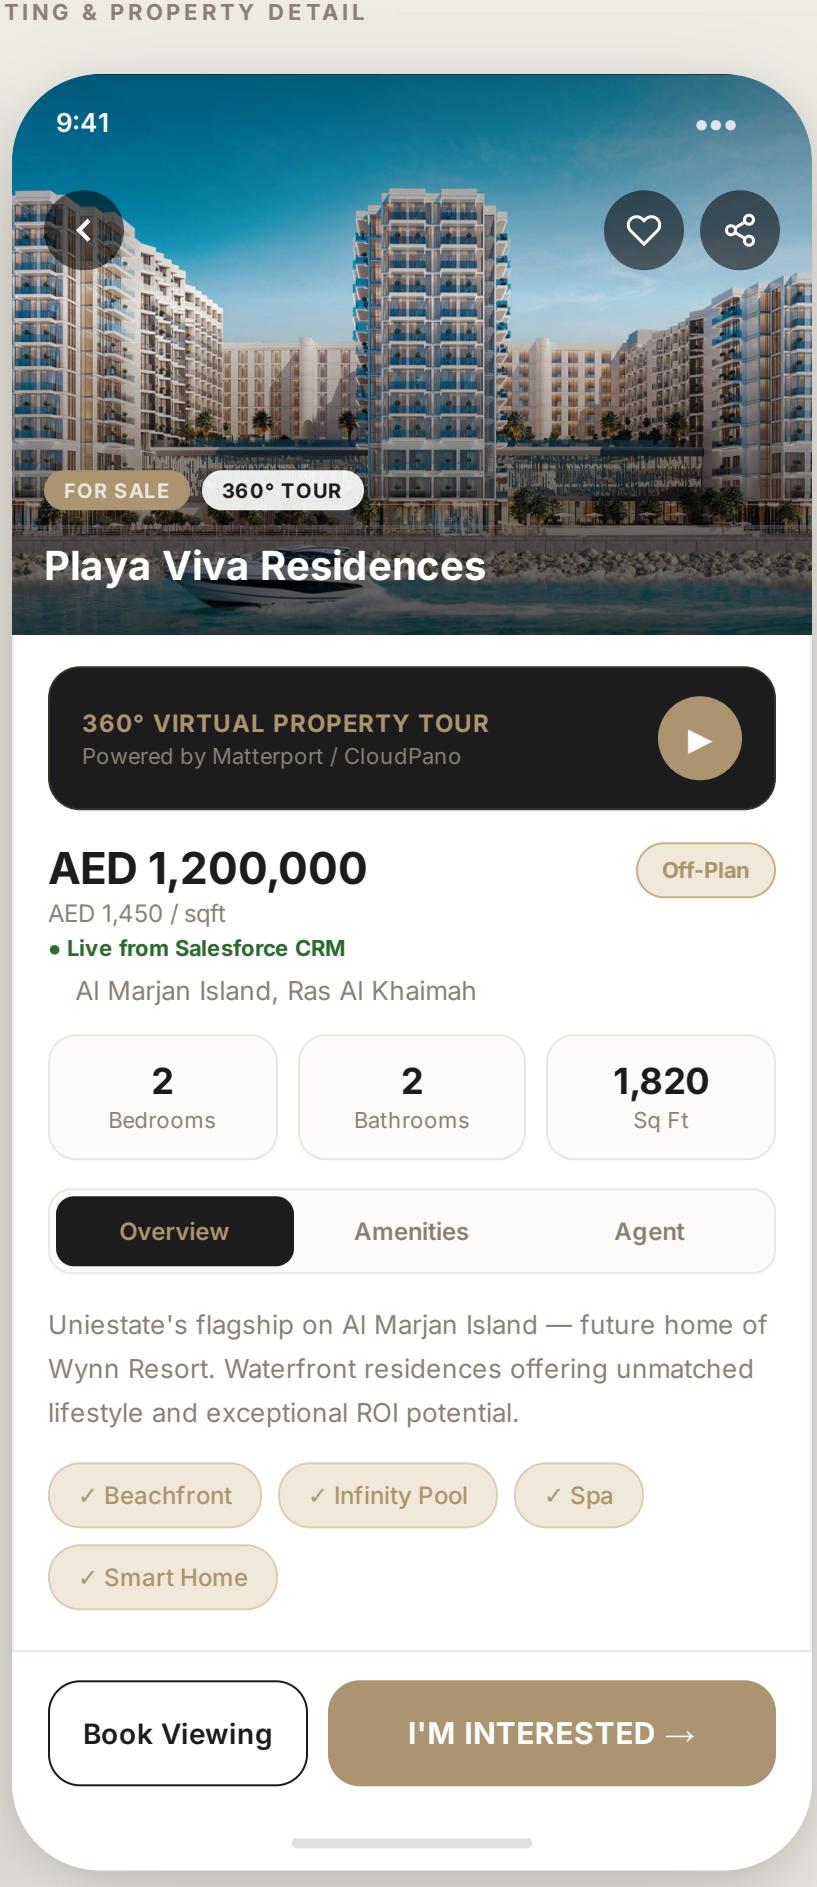 TING & PROPERTY DETAIL
9:41
FOR SALE
360° TOUR
Playa Viva Residences
360° VIRTUAL PROPERTY TOUR
Powered by Matterport / CloudPano
AED 1,200,000
Off-Plan
AED 1,450 / sqft
● Live from Salesforce CRM
Al Marjan Island, Ras Al Khaimah
2
Bedrooms
2
Bathrooms
1,820
Sq Ft
Overview
Amenities
Agent
Uniestate's flagship on Al Marjan Island — future home of
Wynn Resort. Waterfront residences offering unmatched
lifestyle and exceptional ROI potential.
✓ Beachfront
✓ Infinity Pool
✓ Spa
✓ Smart Home
Book Viewing
I'M INTERESTED →